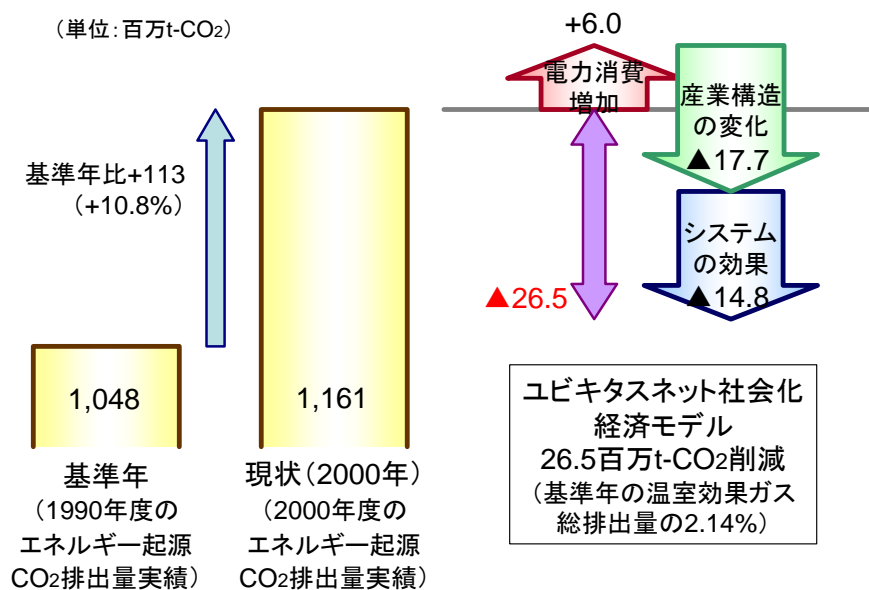 （単位：百万t-CO2）
基準年比+113
（+10.8%）
1,048
1,161
基準年
（1990年度の
エネルギー起源
CO2排出量実績）
現状（2000年）
（2000年度の
エネルギー起源
CO2排出量実績）
+6.0
電力消費
増加
産業構造
の変化
▲17.7
システム
の効果
▲14.8
▲26.5
ユビキタスネット社会化
経済モデル
26.5百万t-CO2削減
（基準年の温室効果ガス
総排出量の2.14%）